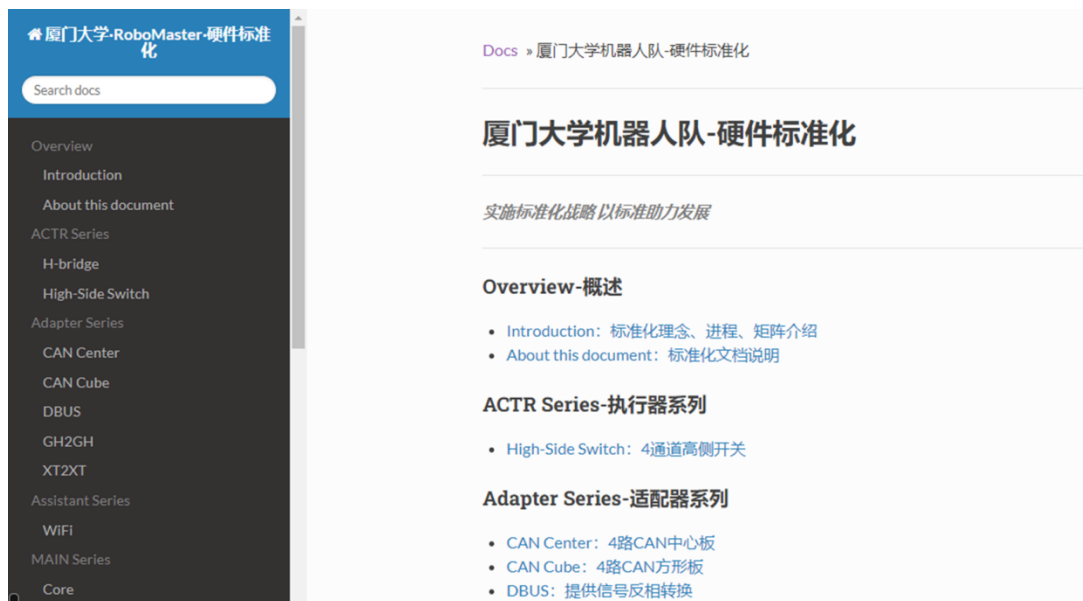 厦门大学·RoboMaster·硬件标准
化
Search docs
Overview
Introduction
About this document
ACTR Series
H-bridge
High-Side Switch
Adapter Series
CAN Center
CAN Cube
DBUS
GH2GH
XT2XT
Assistant Series
WiFi
MAIN Series
Core
Docs » 厦门大学机器人队-硬件标准化
厦门大学机器人队-硬件标准化
实施标准化战略 以标准助力发展
Overview-概述
Introduction：标准化理念、进程、矩阵介绍
About this document：标准化文档说明
ACTR Series-执行器系列
High-Side Switch：4通道高侧开关
Adapter Series-适配器系列
CAN Center：4路CAN中心板
CAN Cube：4路CAN方形板
DBUS：提供信号反相转换